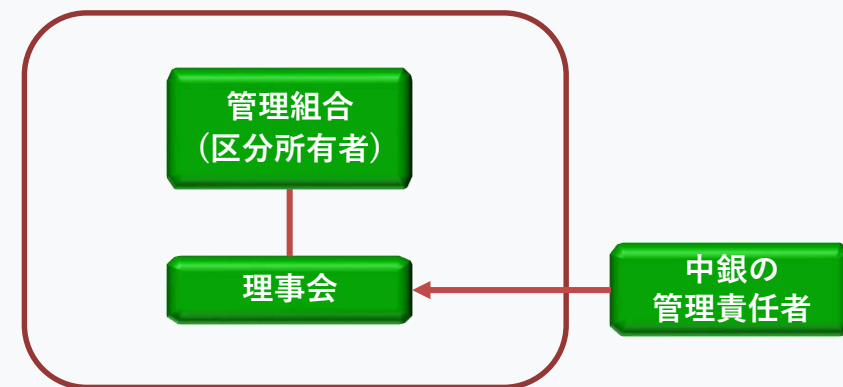 管理組合
（区分所有者）
理事会
中銀の
管理責任者